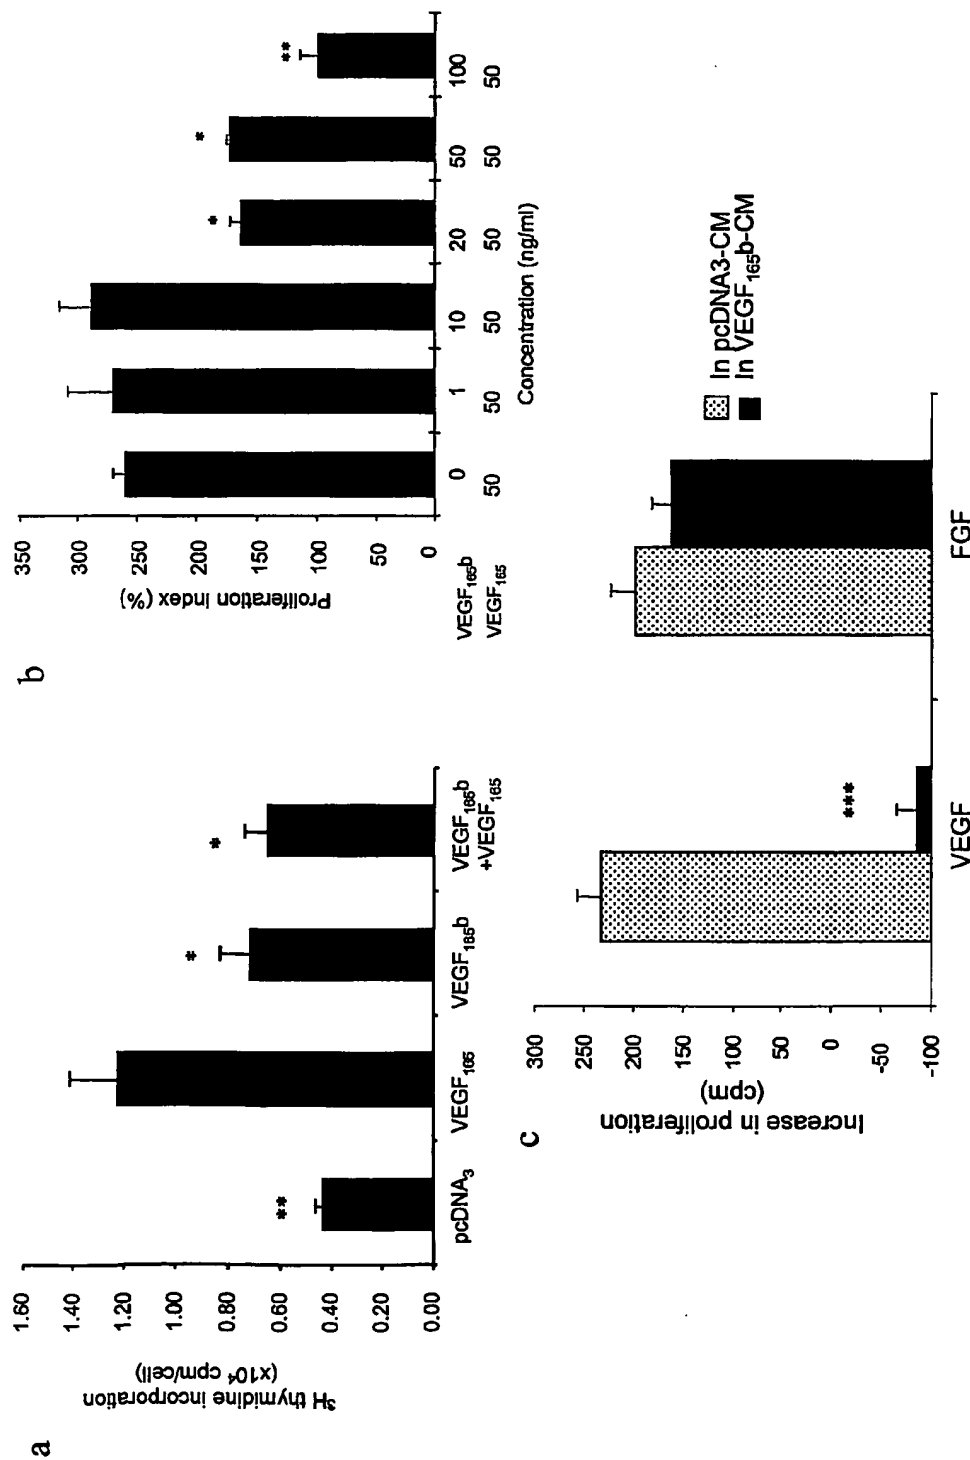 a
³H thymidine incorporation
(x10⁴ cpm/cell)
1.60
1.40
1.20
1.00
0.80
0.60
0.40
0.20
0.00
**
*
*
pcDNA₃
VEGF₁₆₅
VEGF₁₆₅b
VEGF₁₆₅b
+VEGF₁₆₅
b
Proliferation index (%)
350
300
250
200
150
100
50
0
*
*
**
VEGF₁₆₅b 0 1 10 20 50 100
VEGF₁₆₅ 50 50 50 50 50 50
Concentration (ng/ml)
c
Increase in proliferation
(cpm)
300
250
200
150
100
50
0
-50
-100
***
VEGF
FGF
In pcDNA3-CM
In VEGF₁₆₅b-CM